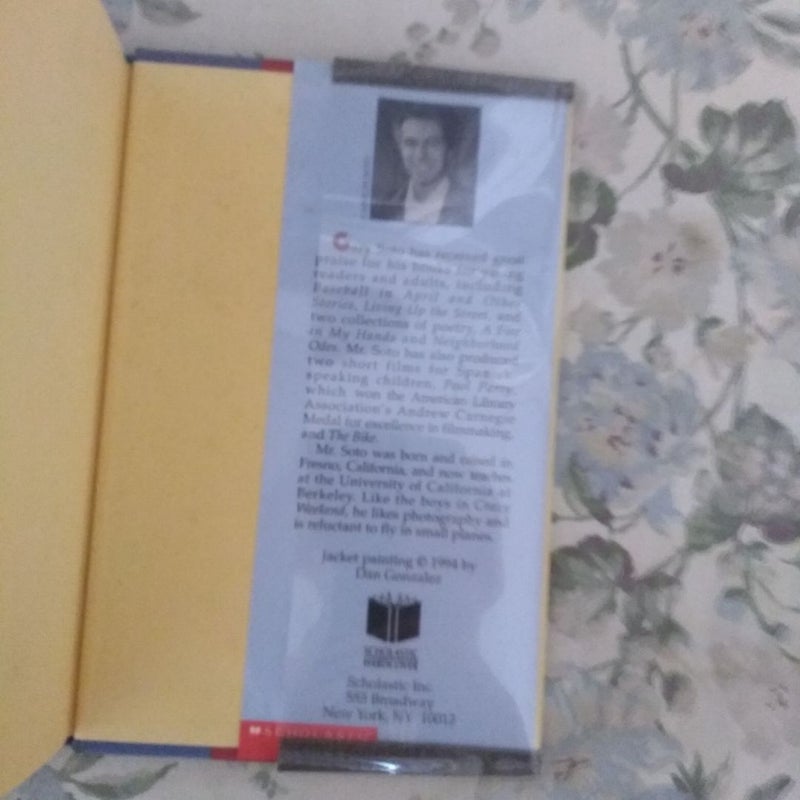 Gary Soto has received great
praise for his books for young
readers and adults, including
Baseball in April and Other
Stories, Living Up the Street, and
two collections of poetry, A Fire
in My Hands and Neighborhood
Odes. Mr. Soto has also produced
two short films for Spanish-
speaking children, Pool Party,
which won the American Library
Association's Andrew Carnegie
Medal for excellence in filmmaking,
and The Bike.
Mr. Soto was born and raised in
Fresno, California, and now teaches
at the University of California at
Berkeley. Like the boys in Crazy
Weekend, he likes photography and
is reluctant to fly in small planes.
Jacket painting © 1994 by
Dan Gonzalez
SCHOLASTIC
HARDCOVER
Scholastic Inc.
555 Broadway
New York, NY 10012
SCHOLASTIC